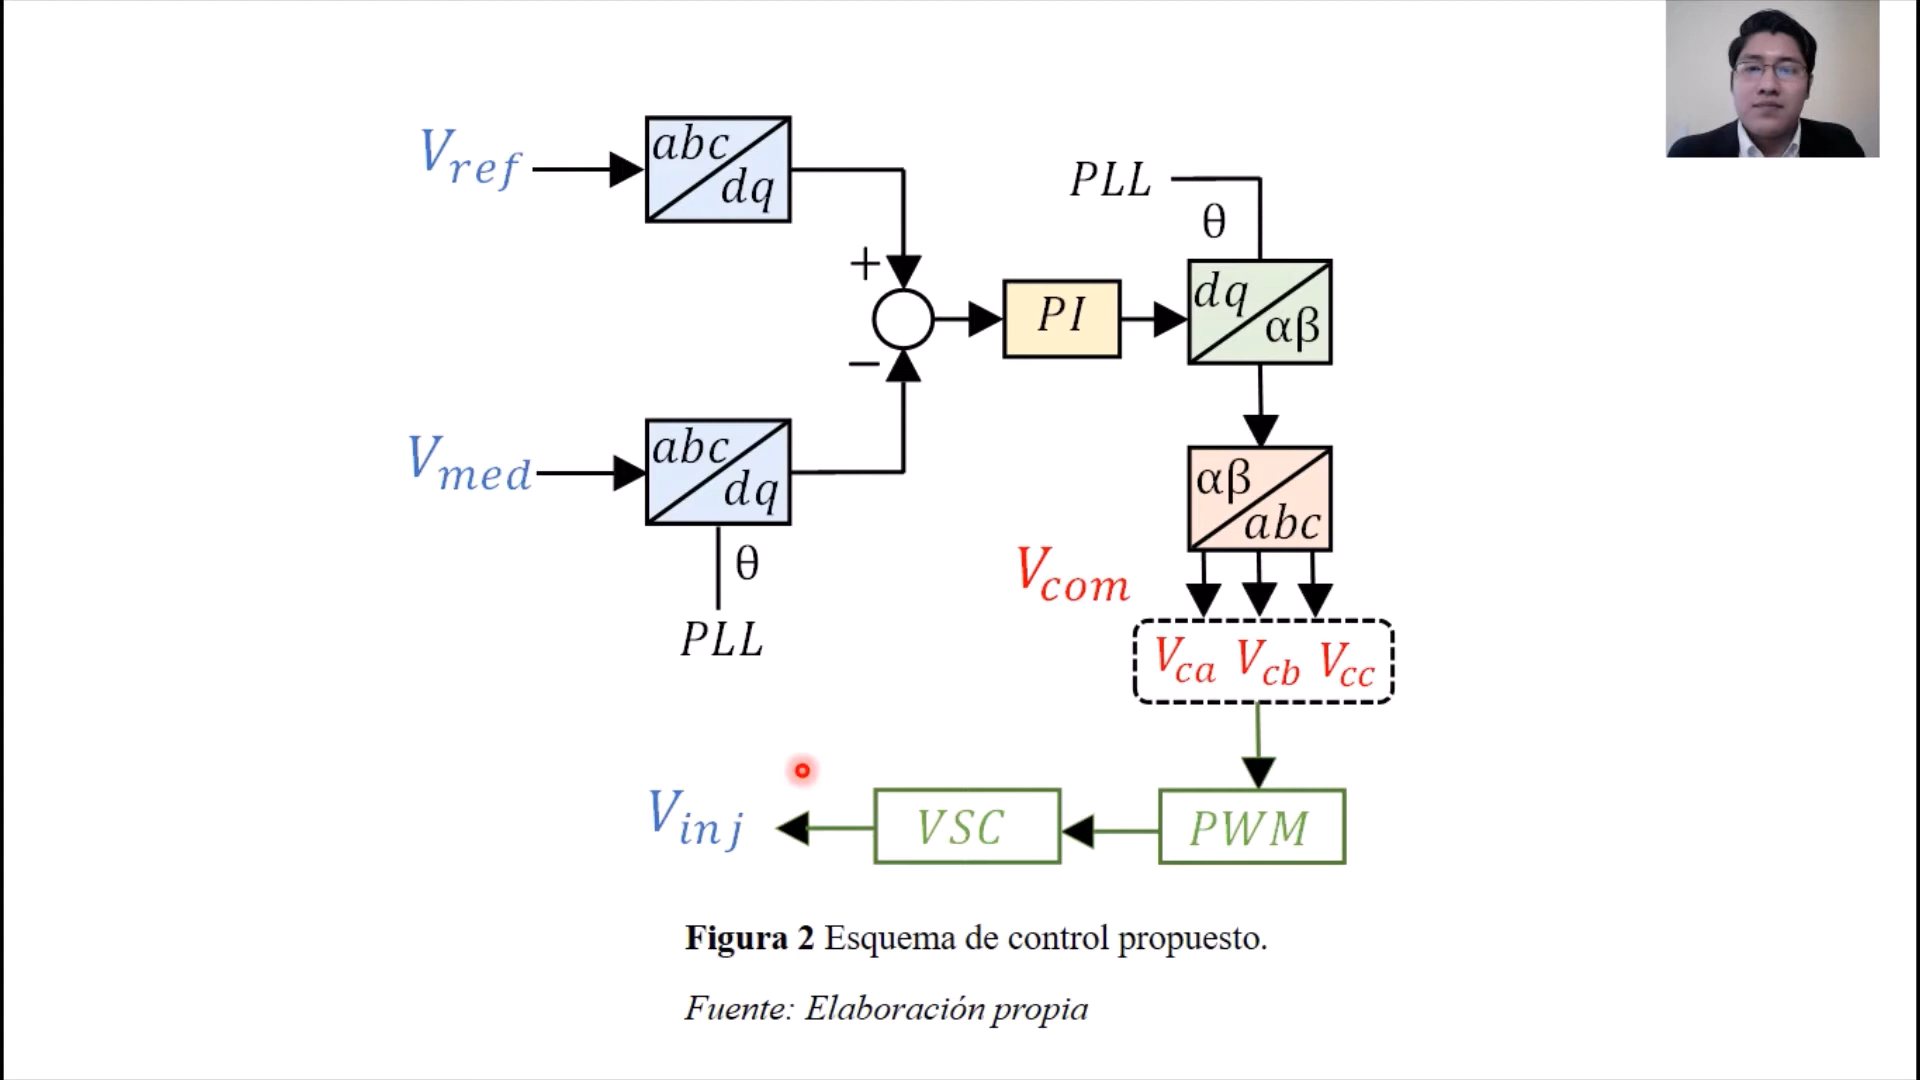 V_ref
abc
dq
PLL
θ
+
PI
dq
αβ
−
V_med
abc
dq
θ
PLL
αβ
abc
V_com
V_ca V_cb V_cc
V_inj
VSC
PWM
Figura 2 Esquema de control propuesto.
Fuente: Elaboración propia